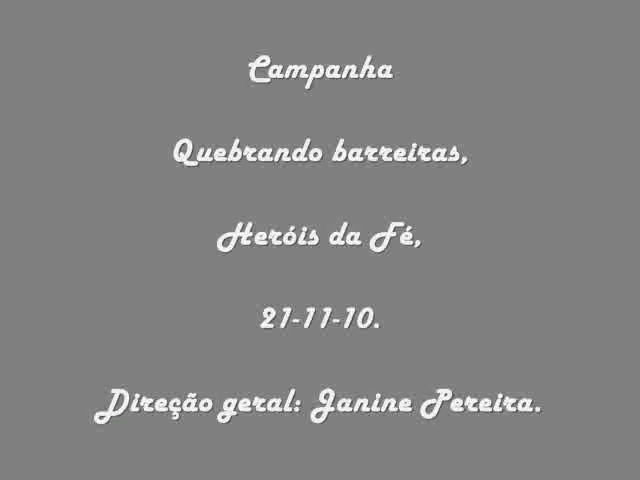 Campanha
Quebrando barreiras,
Heróis da Fé,
21-11-10.
Direção geral: Janine Pereira.